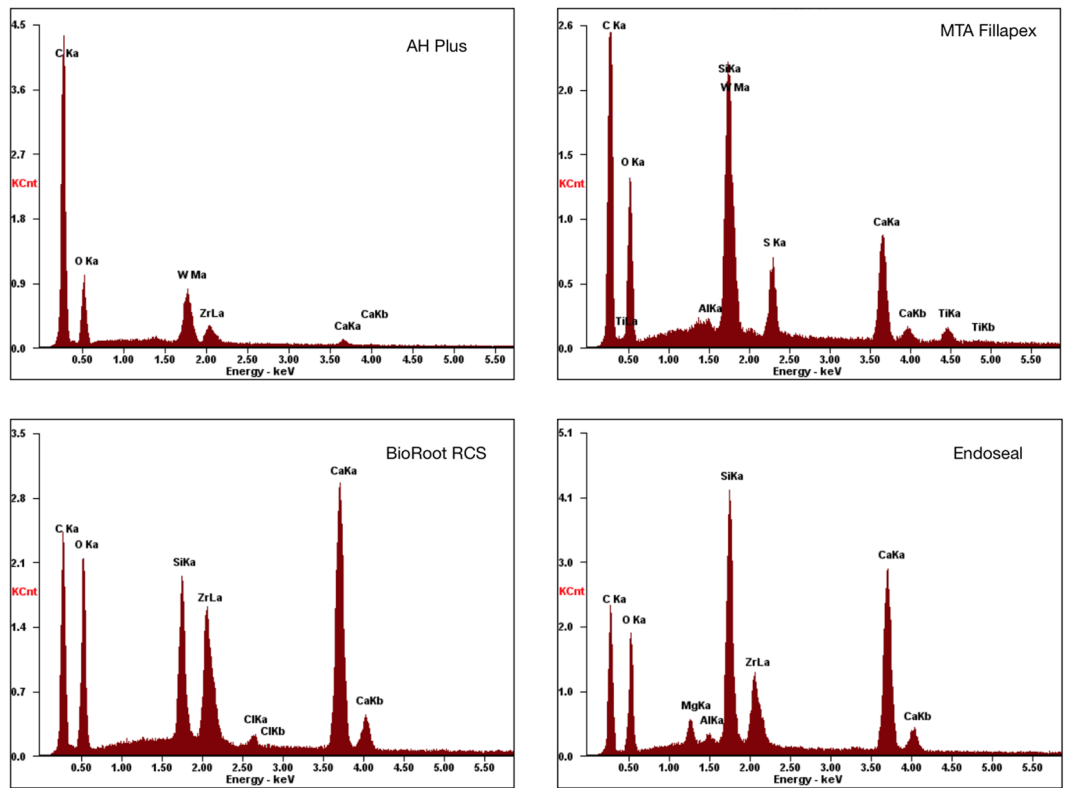 AH Plus
4.5
3.6
2.7
KCnt
1.8
0.9
0.0
C Ka
O Ka
W Ma
ZrLa
CaKa
CaKb
0.50 1.00 1.50 2.00 2.50 3.00 3.50 4.00 4.50 5.00 5.50
Energy - keV
MTA Fillapex
2.6
2.0
1.5
KCnt
1.0
0.5
0.0
C Ka
TiLa
O Ka
AlKa
SiKa
W Ma
S Ka
CaKa
CaKb
TiKa
TiKb
0.50 1.00 1.50 2.00 2.50 3.00 3.50 4.00 4.50 5.00 5.50
Energy - keV
BioRoot RCS
3.5
2.8
2.1
KCnt
1.4
0.7
0.0
C Ka
O Ka
SiKa
ZrLa
ClKa
ClKb
CaKa
CaKb
0.50 1.00 1.50 2.00 2.50 3.00 3.50 4.00 4.50 5.00 5.50
Energy - keV
Endoseal
5.1
4.1
3.0
KCnt
2.0
1.0
0.0
C Ka
O Ka
MgKa
AlKa
SiKa
ZrLa
CaKa
CaKb
0.50 1.00 1.50 2.00 2.50 3.00 3.50 4.00 4.50 5.00 5.50
Energy - keV